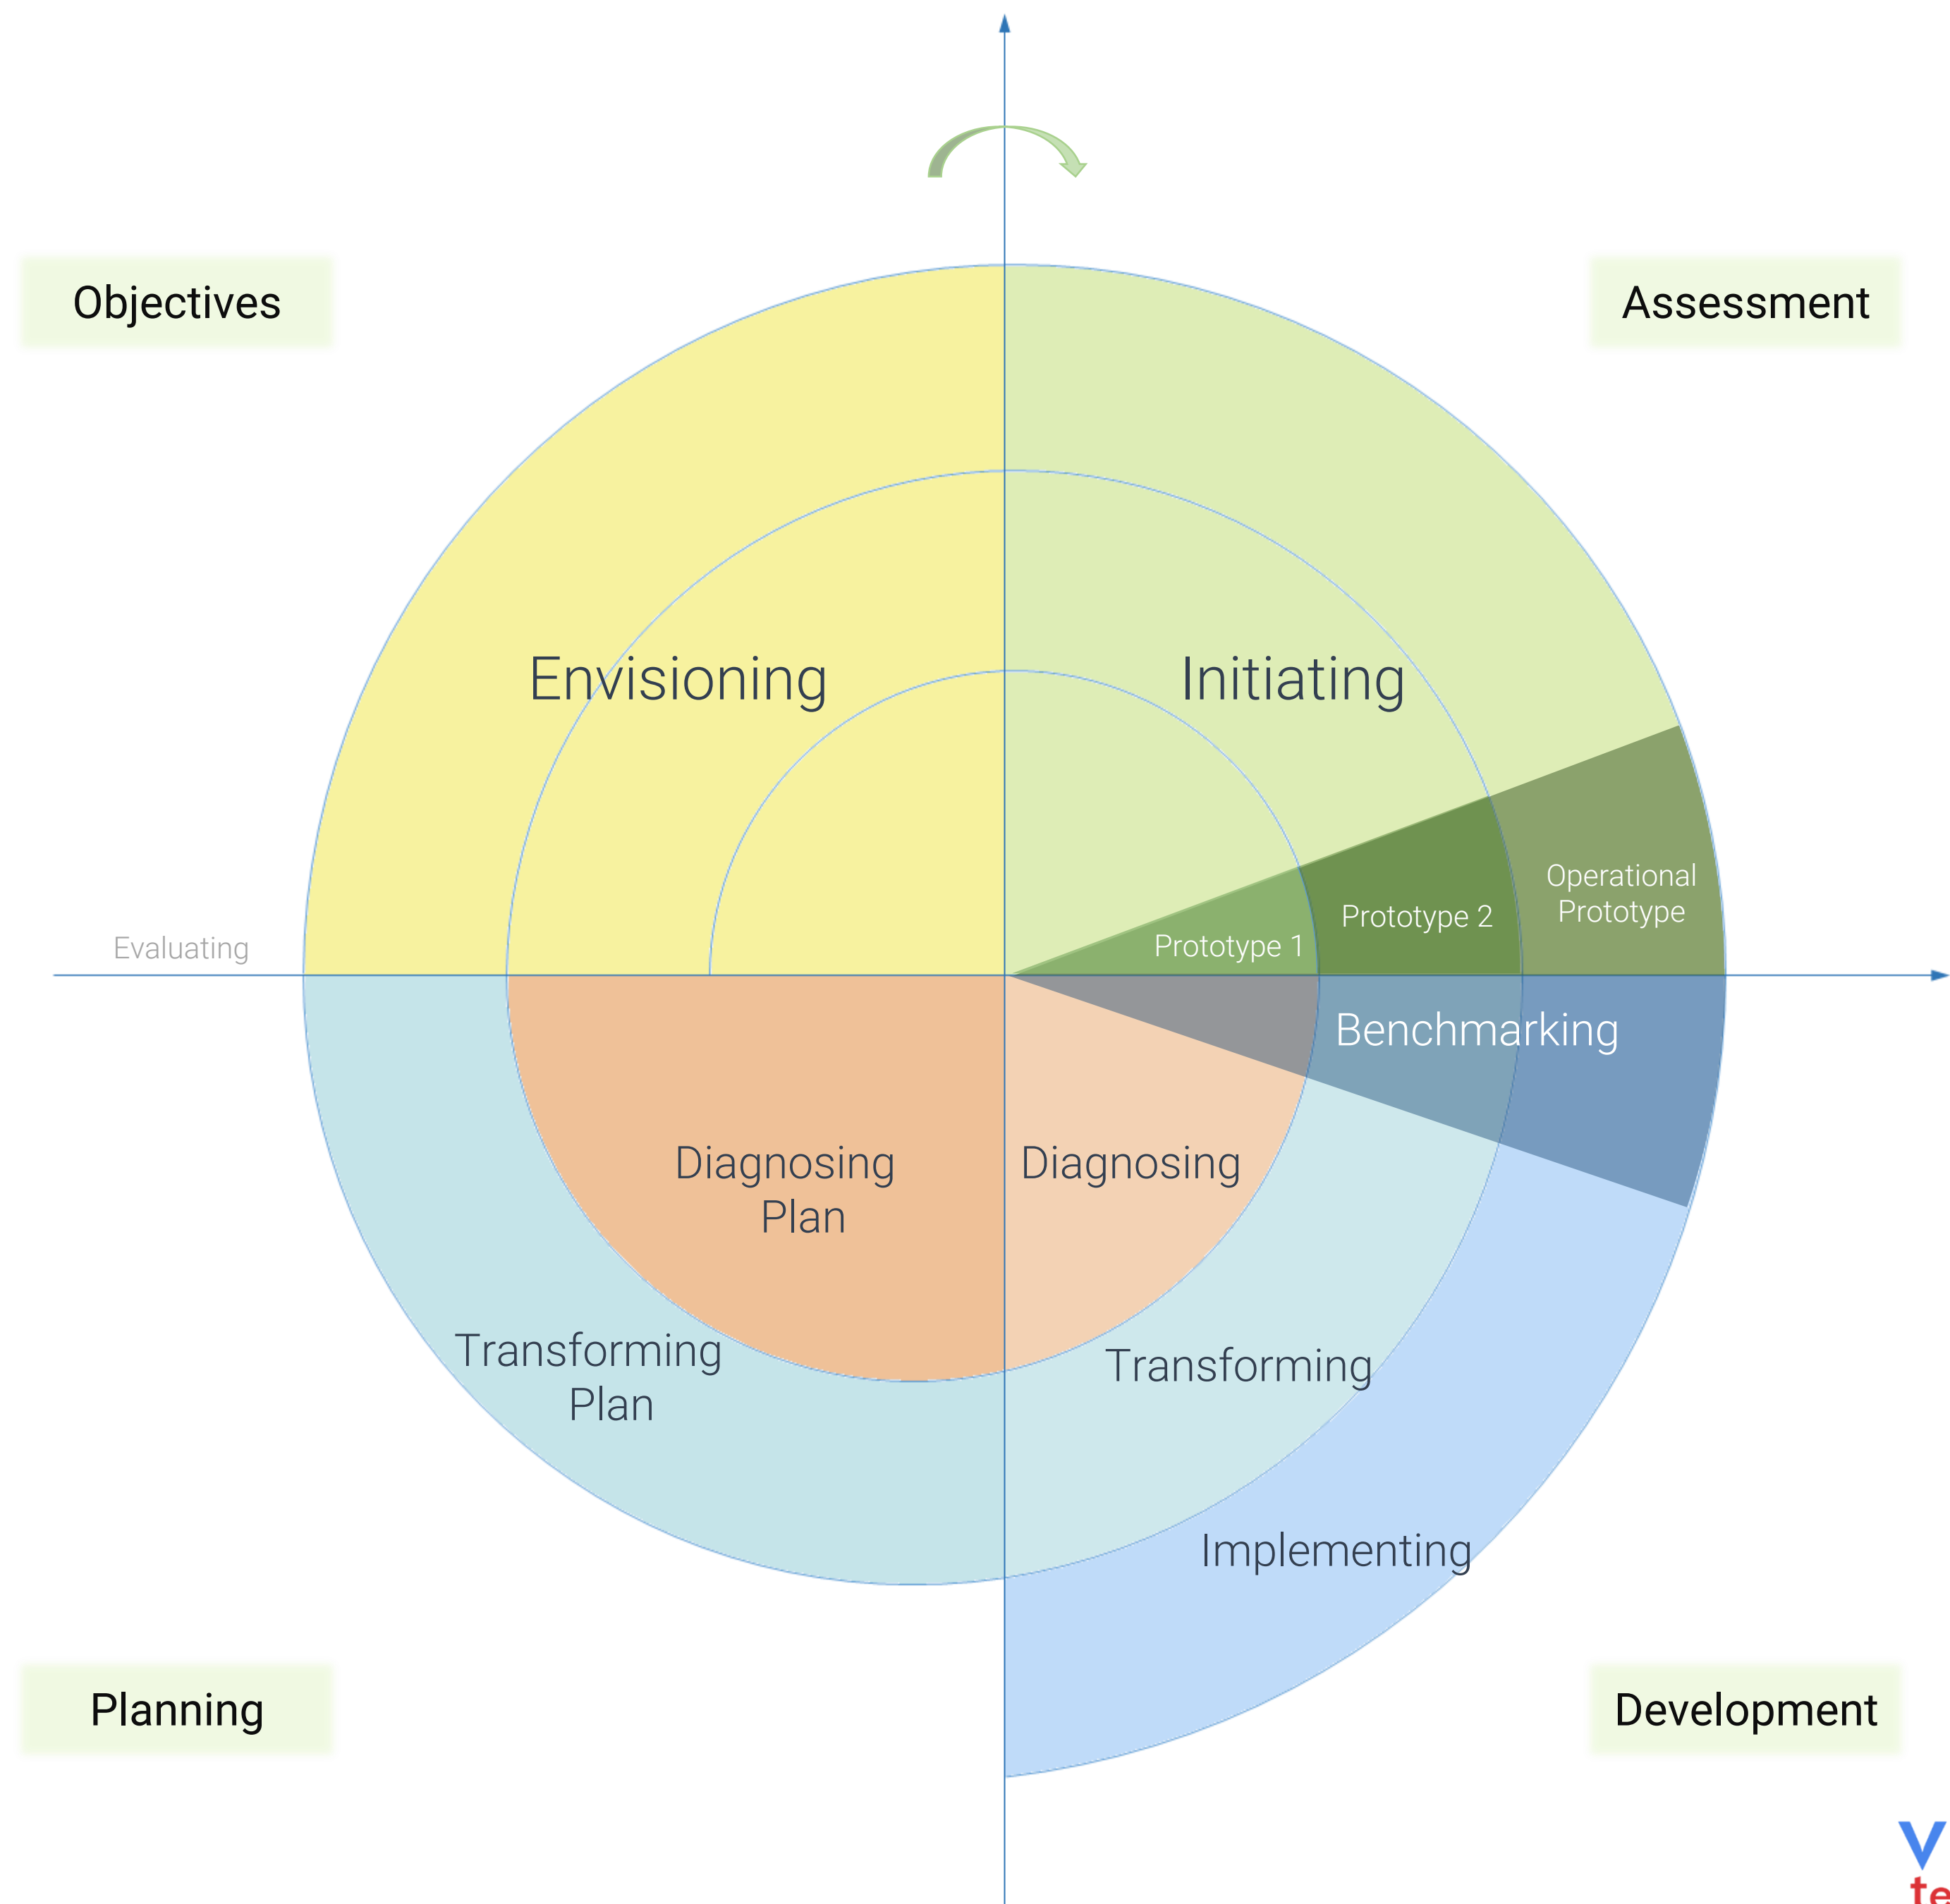 Objectives
Assessment
Envisioning
Initiating
Operational
Prototype
Prototype 2
Prototype 1
Evaluating
Benchmarking
Diagnosing
Plan
Diagnosing
Transforming
Plan
Transforming
Implementing
Planning
Development